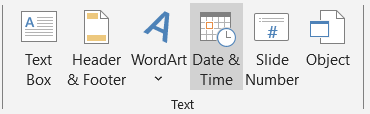 Text Box
Header & Footer
WordArt
Date & Time
Slide Number
Object
Text